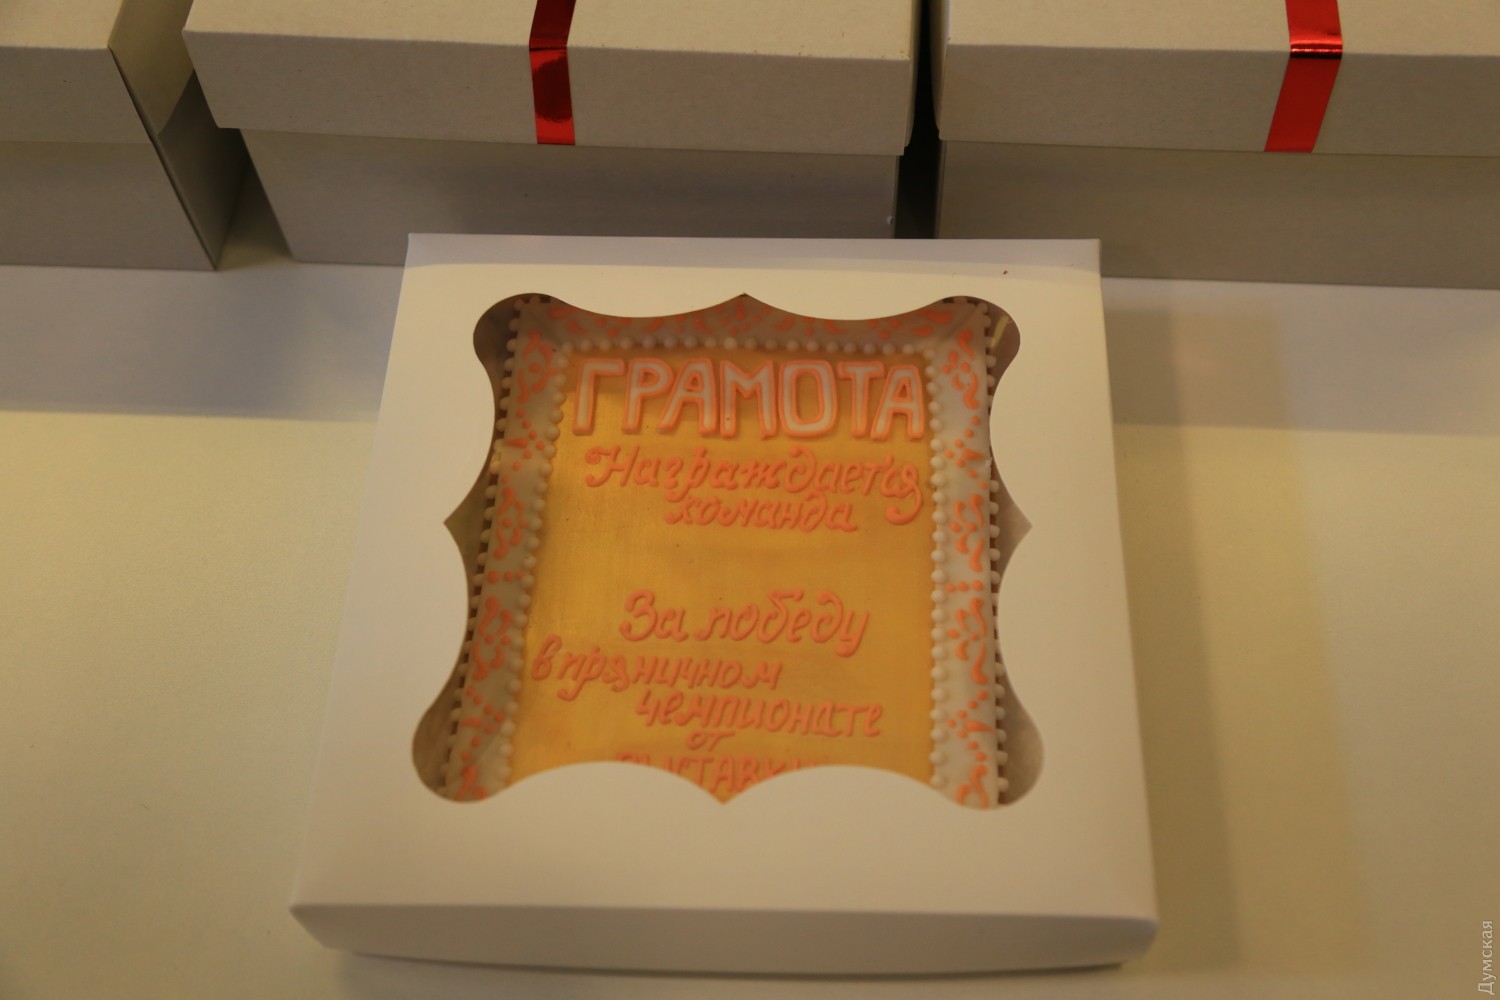 ГРАМОТА
Награждается
команда
За победу
в пряничном
чемпионате
от
Думская